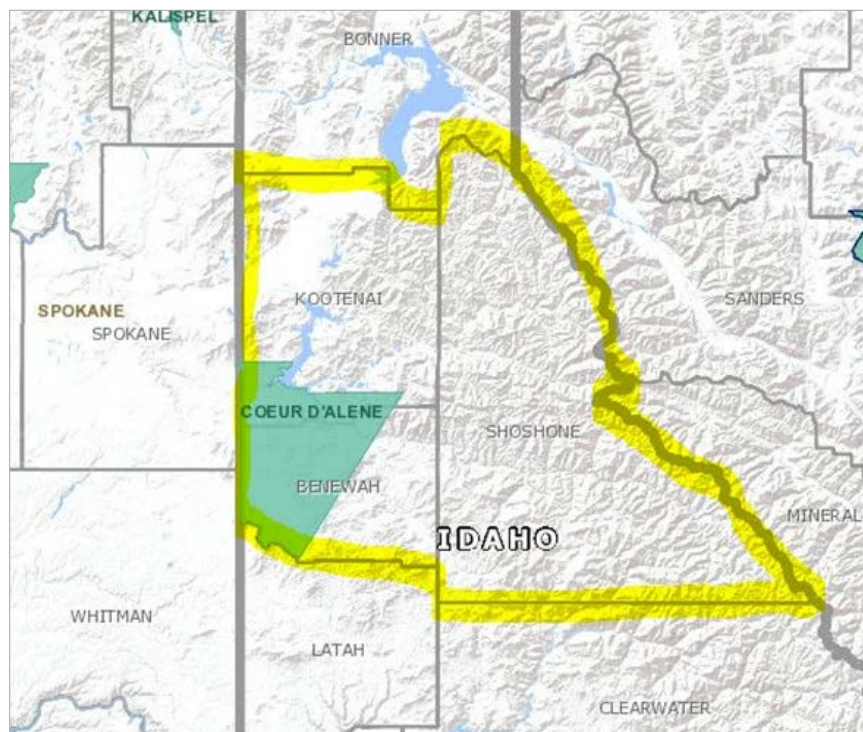 KALISPEL
BONNER
KOOTENAI
SANDERS
SPOKANE
SPOKANE
COEUR D'ALENE
SHOSHONE
BENEWAH
MINERAL
IDAHO
WHITMAN
LATAH
CLEARWATER